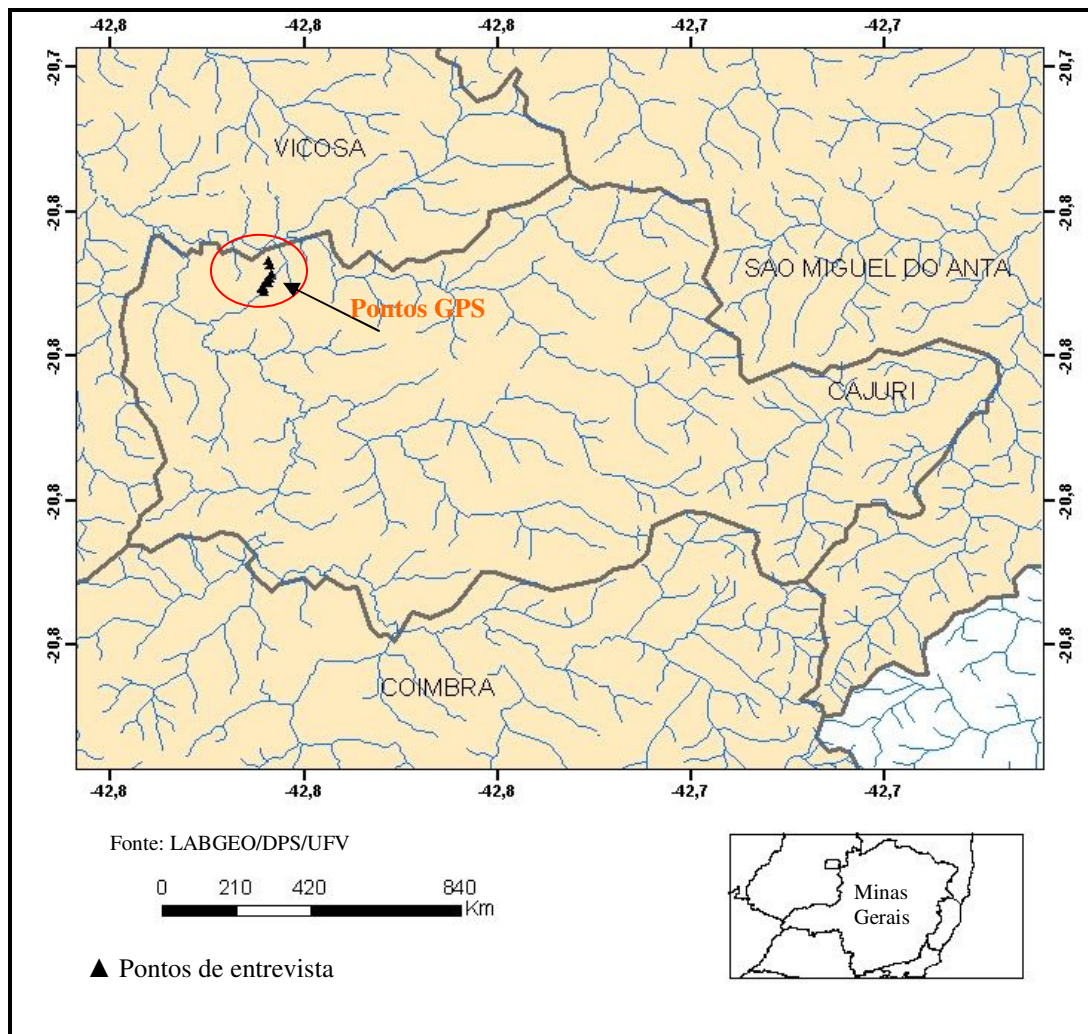 -42,8 -42,8 -42,8 -42,7 -42,7
-20,7 -20,7
VIÇOSA
-20,8 -20,8
SAO MIGUEL DO ANTA
Pontos GPS
-20,8 -20,8
CAJURI
-20,8 -20,8
-20,8 -20,8
COIMBRA
-42,8 -42,8 -42,8 -42,7 -42,7
Fonte: LABGEO/DPS/UFV
0 210 420 840
Km
Minas
Gerais
▲ Pontos de entrevista